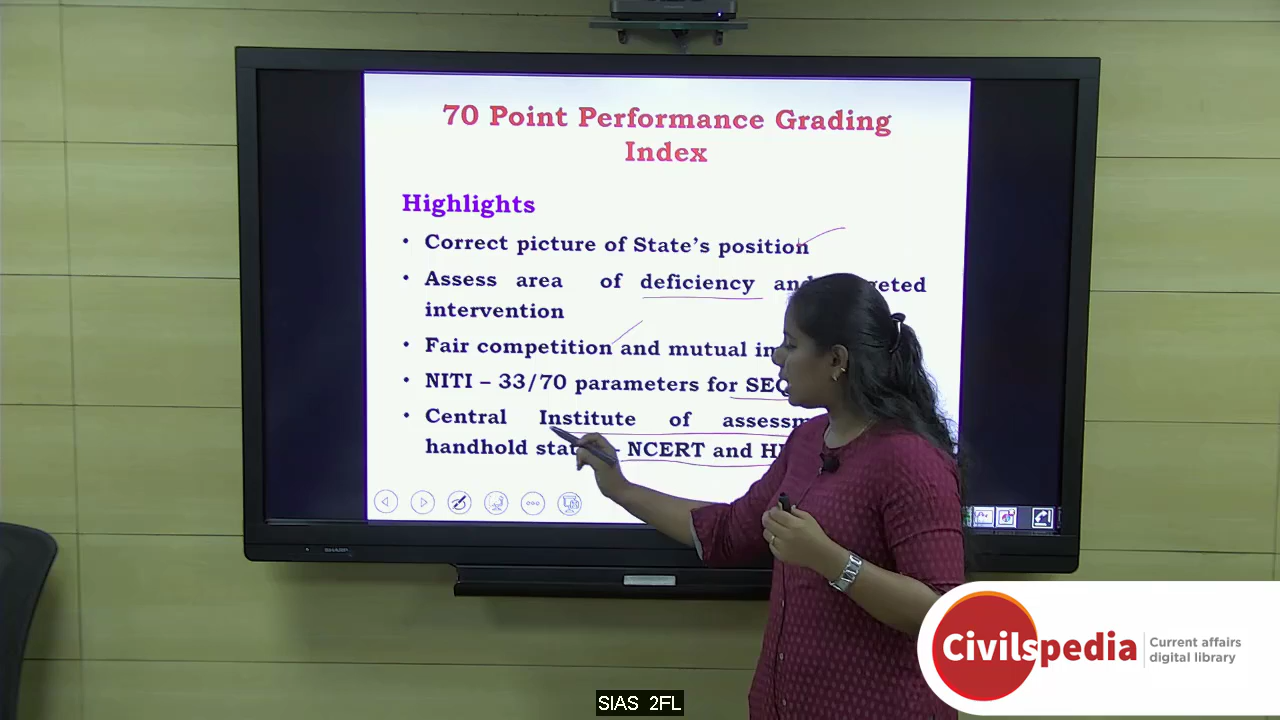 70 Point Performance Grading
Index
Highlights
• Correct picture of State's position
• Assess area of deficiency
intervention
• Fair competition and mutual
• NITI – 33/70 parameters for
• Central Institute of
handhold – NCERT and
SHARP
Civilspedia
Current affairs
digital library
SIAS 2FL